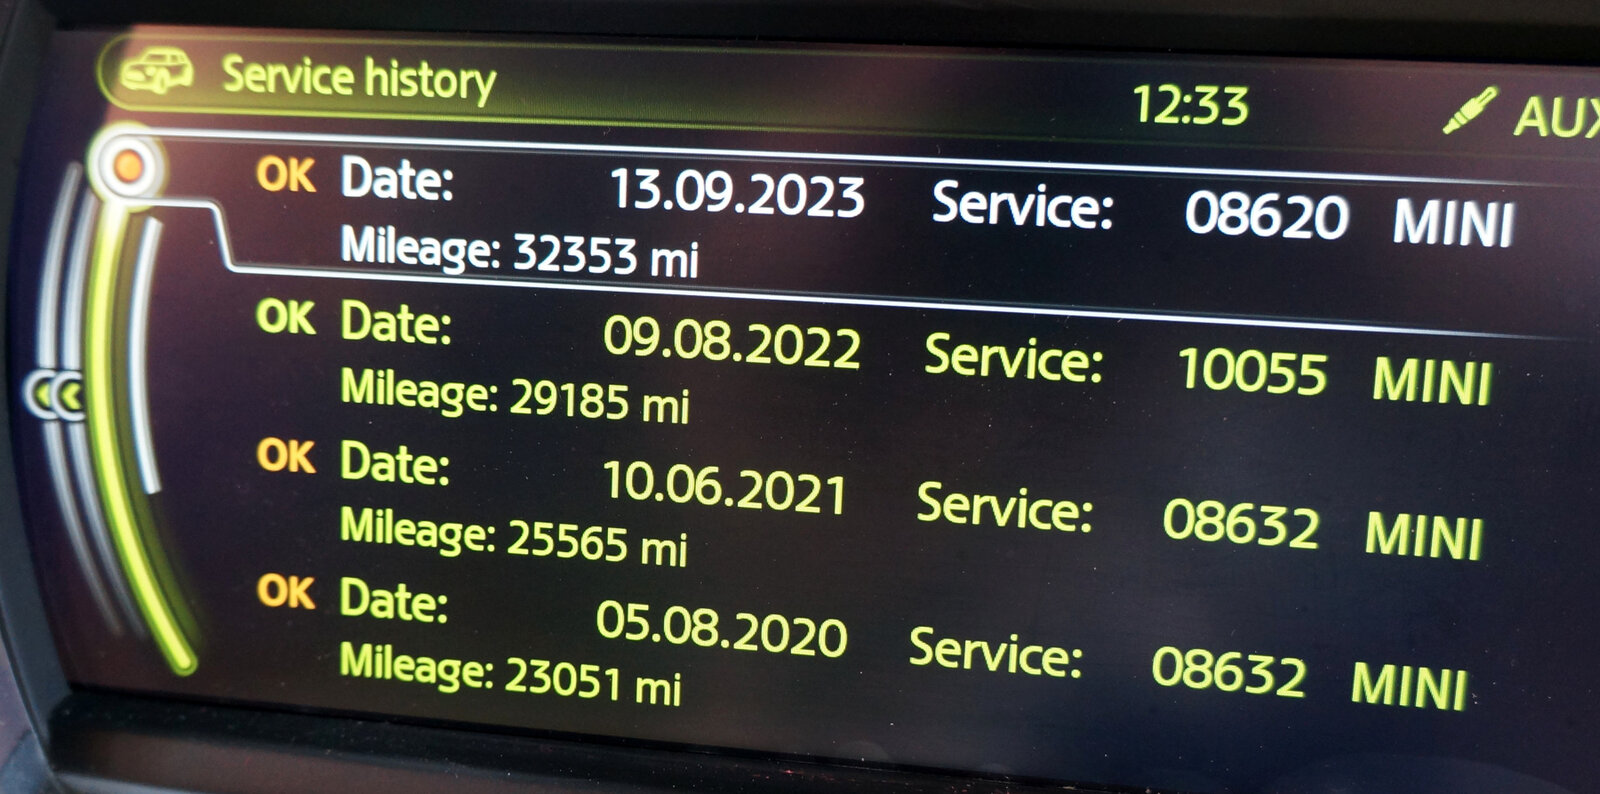 Service history 12:33 AUX
OK Date: 13.09.2023 Service: 08620 MINI
Mileage: 32353 mi
OK Date: 09.08.2022 Service: 10055 MINI
Mileage: 29185 mi
OK Date: 10.06.2021 Service: 08632 MINI
Mileage: 25565 mi
OK Date: 05.08.2020 Service: 08632 MINI
Mileage: 23051 mi